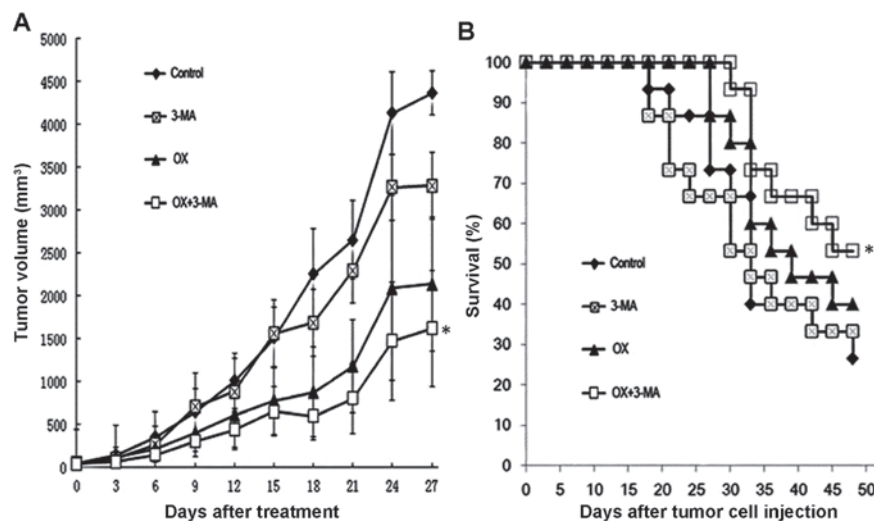 A
5000
4500
4000
3500
3000
2500
2000
1500
1000
500
0
Tumor volume (mm³)
Control
3-MA
OX
OX+3-MA
*
0 3 6 9 12 15 18 21 24 27
Days after treatment
B
100
90
80
70
60
50
40
30
20
10
0
Survival (%)
Control
3-MA
OX
OX+3-MA
*
0 5 10 15 20 25 30 35 40 45 50
Days after tumor cell injection